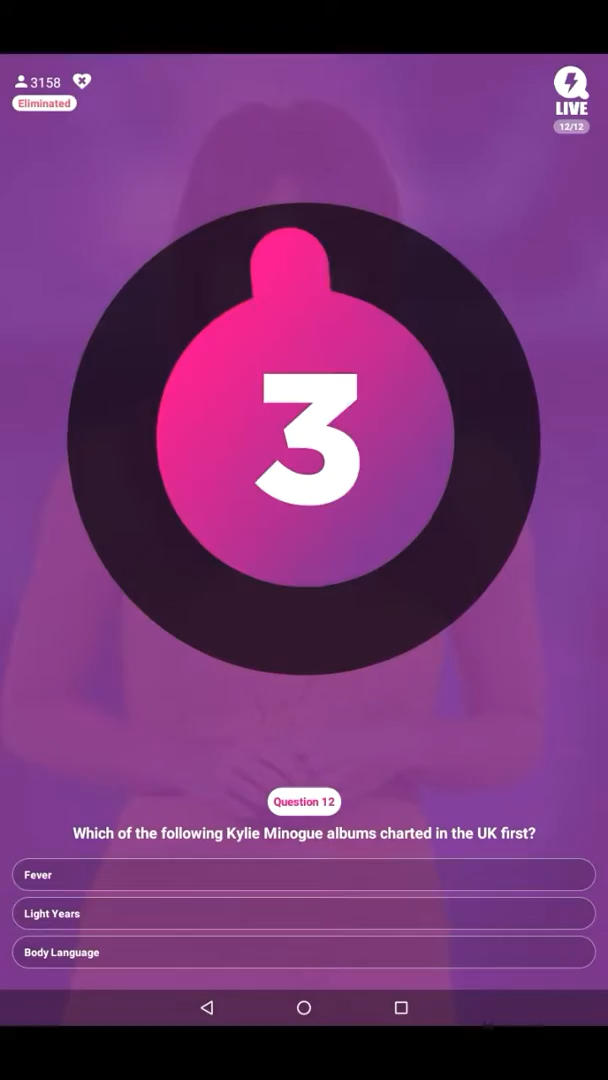 3158
Eliminated
LIVE
12/12
3
Question 12
Which of the following Kylie Minogue albums charted in the UK first?
Fever
Light Years
Body Language